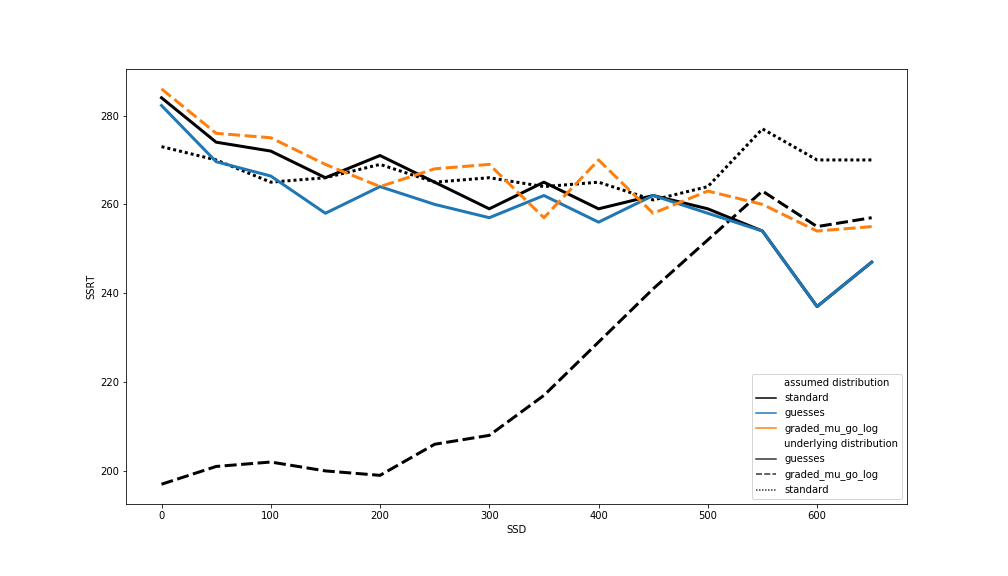 280
260
240
220
200
SSRT
0 100 200 300 400 500 600
SSD
assumed distribution
standard
guesses
graded_mu_go_log
underlying distribution
guesses
graded_mu_go_log
standard